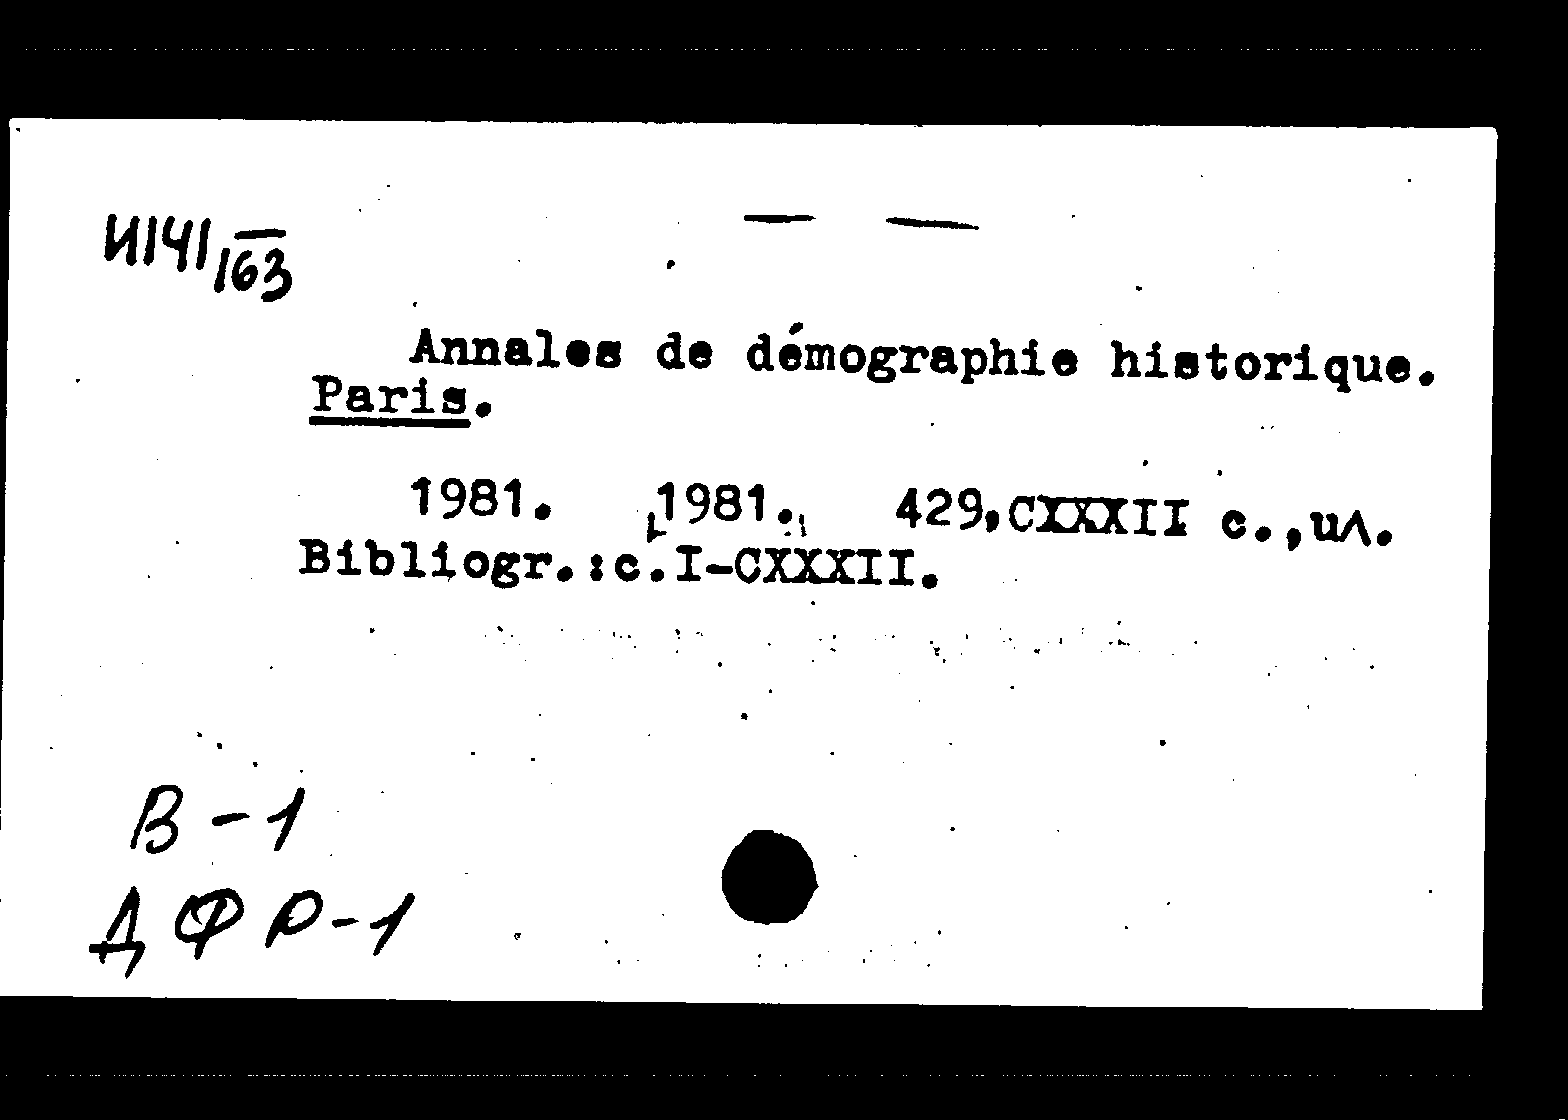 И141/163
Annales de démographie historique.
Paris.
1981. 1981. 429,CXXXII c.,ил.
Bibliogr.:c.I-CXXXII.
В-1
ДФР-1